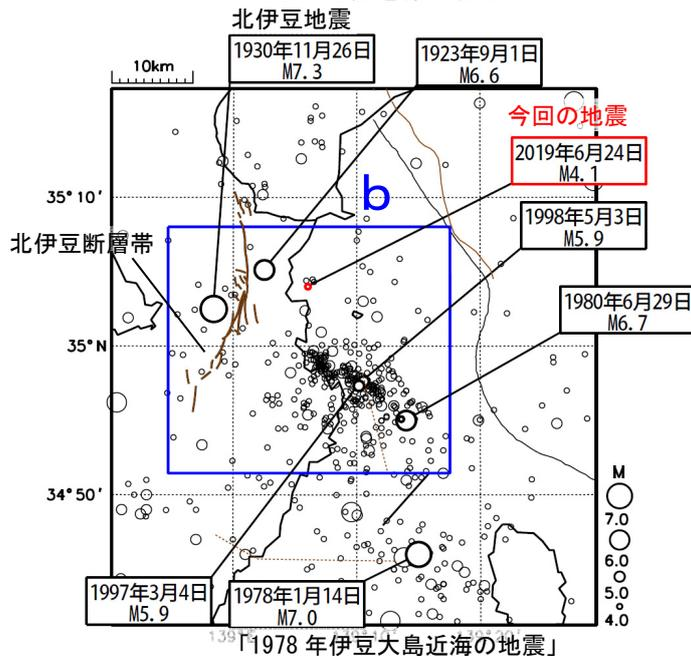 北伊豆地震
1930年11月26日
M7.3
1923年9月1日
M6.6
10km
今回の地震
2019年6月24日
M4.1
35°10′
b
1998年5月3日
M5.9
北伊豆断層帯
1980年6月29日
M6.7
35°N
34°50′
M
7.0
6.0
5.0
4.0
1997年3月4日
M5.9
1978年1月14日
M7.0
139°E
139°10′
139°20′
「1978 年伊豆大島近海の地震」